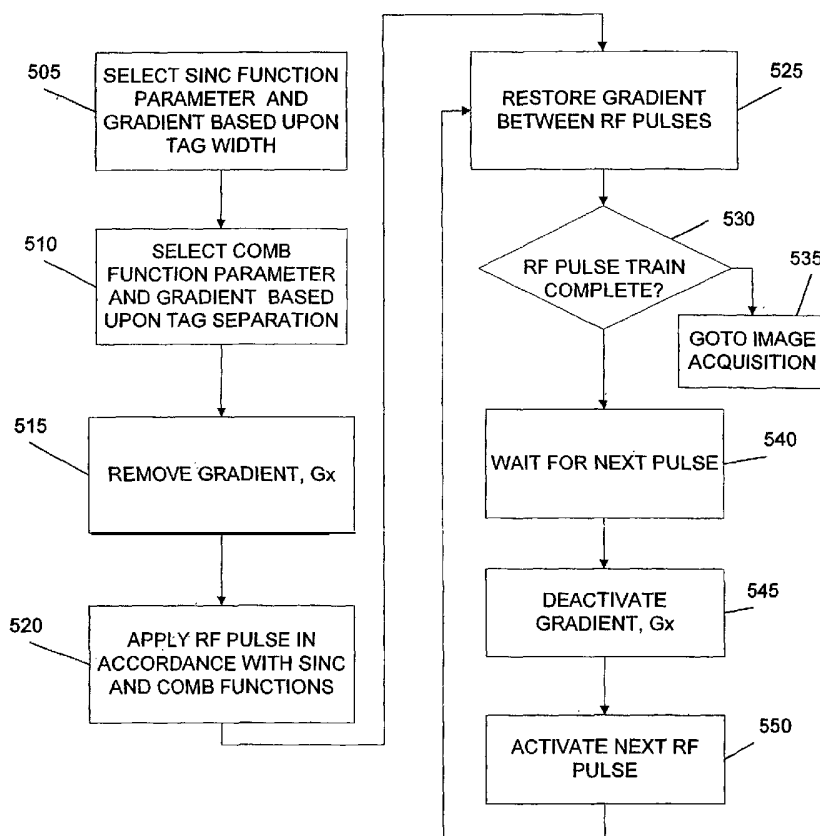 505
SELECT SINC FUNCTION
PARAMETER AND
GRADIENT BASED UPON
TAG WIDTH
510
SELECT COMB
FUNCTION PARAMETER
AND GRADIENT BASED
UPON TAG SEPARATION
515
REMOVE GRADIENT, Gx
520
APPLY RF PULSE IN
ACCORDANCE WITH SINC
AND COMB FUNCTIONS
525
RESTORE GRADIENT
BETWEEN RF PULSES
530
RF PULSE TRAIN
COMPLETE?
535
GOTO IMAGE
ACQUISITION
540
WAIT FOR NEXT PULSE
545
DEACTIVATE
GRADIENT, Gx
550
ACTIVATE NEXT RF
PULSE